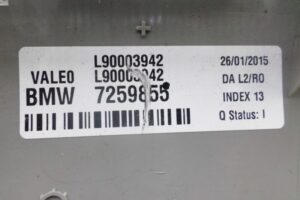 L90003942 26/01/2015
VALEO L90003942 DA L2/RO
BMW 7259855 INDEX 13
Q Status: I